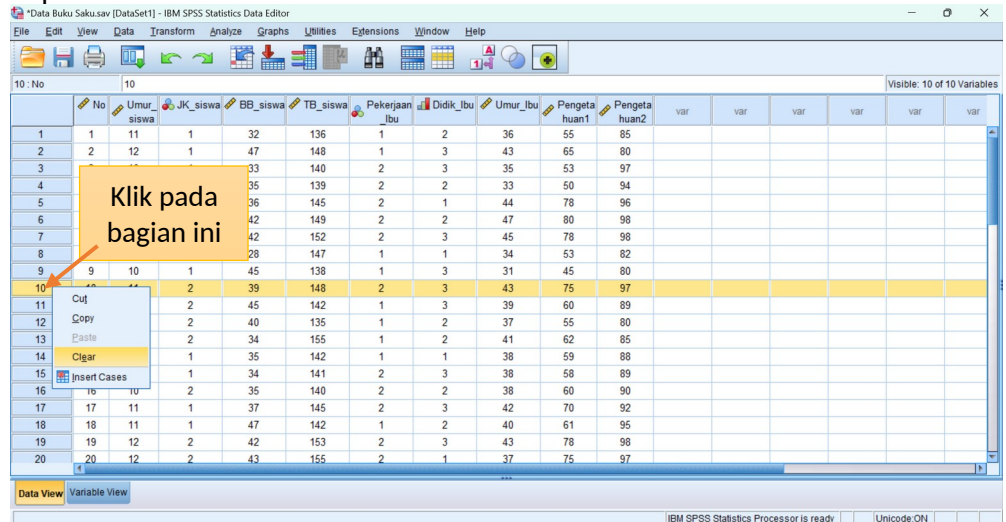 *Data Buku Saku.sav [DataSet1] - IBM SPSS Statistics Data Editor
File Edit View Data Transform Analyze Graphs Utilities Extensions Window Help
10 : No 10 Visible: 10 of 10 Variables
No Umur_siswa JK_siswa BB_siswa TB_siswa Pekerjaan_Ibu Didik_Ibu Umur_Ibu Pengetahuan1 Pengetahuan2 var var var var var
1 1 11 1 32 136 1 2 36 55 85
2 2 12 1 47 148 1 3 43 65 80
3 33 140 2 3 35 53 97
4 35 139 2 2 33 50 94
5 36 145 2 1 44 78 96
6 42 149 2 2 47 80 98
7 42 152 2 3 45 78 98
8 28 147 1 1 34 53 82
Klik pada
bagian ini
9 9 10 1 45 138 1 3 31 45 80
10 2 39 148 2 3 43 75 97
11 2 45 142 1 3 39 60 89
12 2 40 135 1 2 37 55 80
13 2 34 155 1 2 41 62 85
14 1 35 142 1 1 38 59 88
15 1 34 141 2 3 38 58 89
16 16 10 2 35 140 2 2 38 60 90
Cut
Copy
Paste
Clear
Insert Cases
17 17 11 1 37 145 2 3 42 70 92
18 18 11 1 47 142 1 2 40 61 95
19 19 12 2 42 153 2 3 43 78 98
20 20 12 2 43 155 2 1 37 75 97
Data View Variable View
IBM SPSS Statistics Processor is ready Unicode:ON